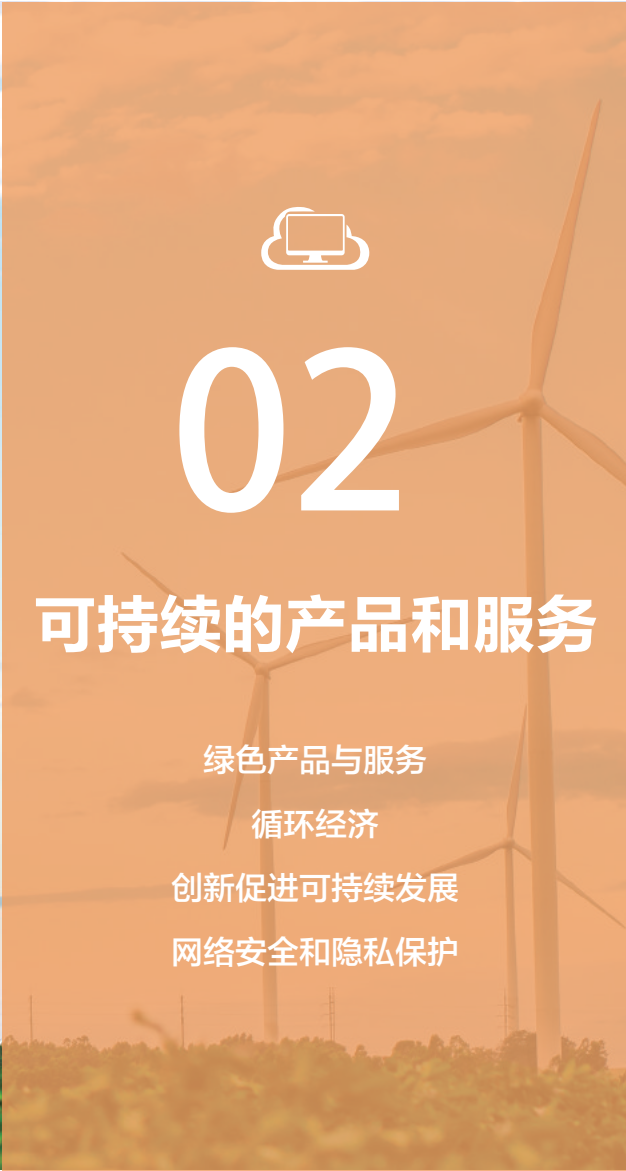 02
可持续的产品和服务
绿色产品与服务
循环经济
创新促进可持续发展
网络安全和隐私保护